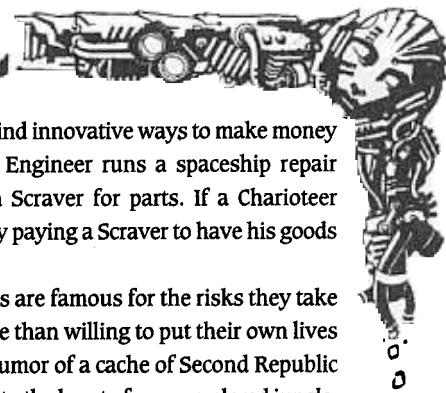 ind innovative ways to make money
Engineer runs a spaceship repair
Scraver for parts. If a Charioteer
y paying a Scraver to have his goods
s are famous for the risks they take
e than willing to put their own lives
umor of a cache of Second Republic